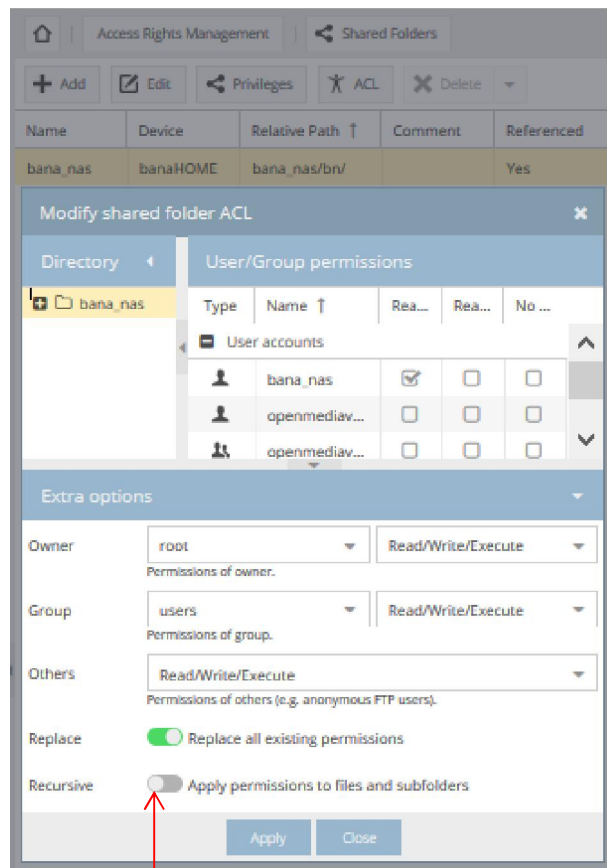 Access Rights Management | Shared Folders
Add Edit Privileges ACL Delete
Name Device Relative Path ↑ Comment Referenced
bana_nas banaHOME bana_nas/bn/ Yes
Modify shared folder ACL
Directory User/Group permissions
bana_nas Type Name ↑ Rea... Rea... No ...
User accounts
bana_nas
openmediav...
openmediav...
Extra options
Owner root Read/Write/Execute
Permissions of owner.
Group users Read/Write/Execute
Permissions of group.
Others Read/Write/Execute
Permissions of others (e.g. anonymous FTP users).
Replace Replace all existing permissions
Recursive Apply permissions to files and subfolders
Apply Close